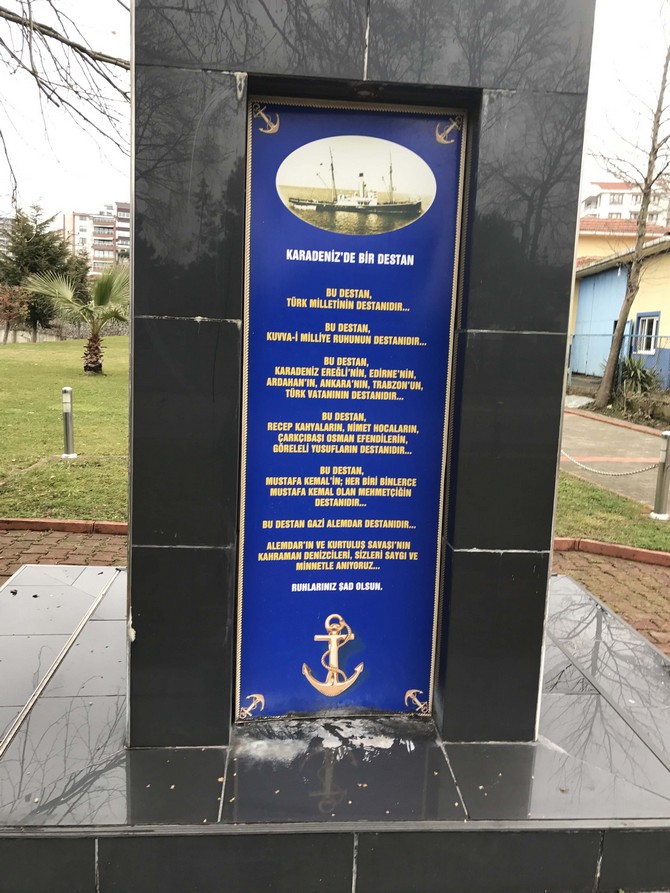 KARADENİZ'DE BİR DESTAN
BU DESTAN,
TÜRK MİLLETİNİN DESTANIDIR...
BU DESTAN,
KUVVA-İ MİLLİYE RUHUNUN DESTANIDIR...
BU DESTAN,
KARADENİZ EREĞLİ'NİN, EDİRNE'NİN,
ARDAHAN'IN, ANKARA'NIN, TRABZON'UN,
TÜRK VATANININ DESTANIDIR...
BU DESTAN,
RECEP KAHYALARIN, NİMET HOCALARIN,
ÇARKÇIBAŞI OSMAN EFENDİLERİN,
GÖRELELİ YUSUFLARIN DESTANIDIR...
BU DESTAN,
MUSTAFA KEMAL'İN; HER BİRİ BİNLERCE
MUSTAFA KEMAL OLAN MEHMETÇİĞİN
DESTANIDIR...
BU DESTAN GAZİ ALEMDAR DESTANIDIR...
ALEMDAR'IN VE KURTULUŞ SAVAŞI'NIN
KAHRAMAN DENİZCİLERİ, SİZLERİ SAYGI VE
MİNNETLE ANIYORUZ...
RUHLARINIZ ŞAD OLSUN.